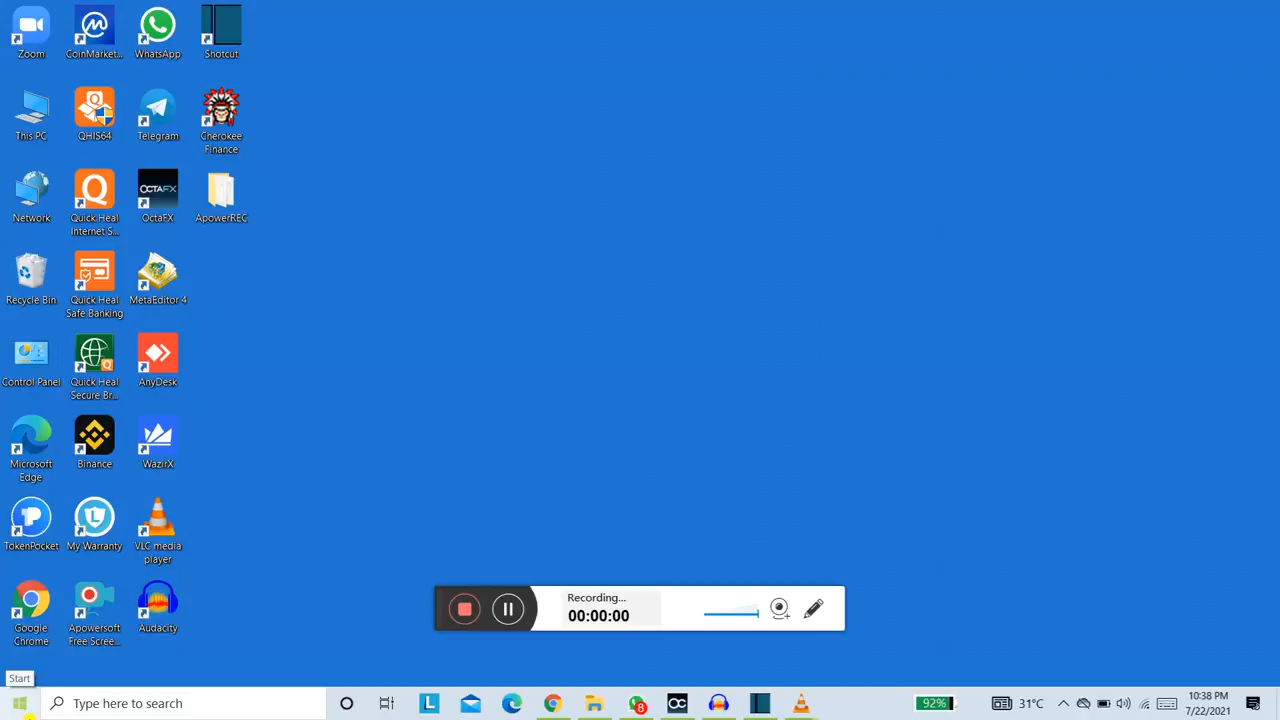 Zoom
CoinMarket...
WhatsApp
Shotcut
This PC
QHIS64
Telegram
Cherokee
Finance
Network
Quick Heal
Internet S...
OCTAFX
OctaFX
ApowerREC
Recycle Bin
Quick Heal
Safe Banking
MetaEditor 4
Control Panel
Quick Heal
Secure Br...
AnyDesk
Microsoft
Edge
Binance
WazirX
TokenPocket
My Warranty
VLC media
player
Google
Chrome
Apowersoft
Free Scree...
Audacity
Recording...
00:00:00
Start
Type here to search
L
8
OC
92%
31°C
10:38 PM
7/22/2021